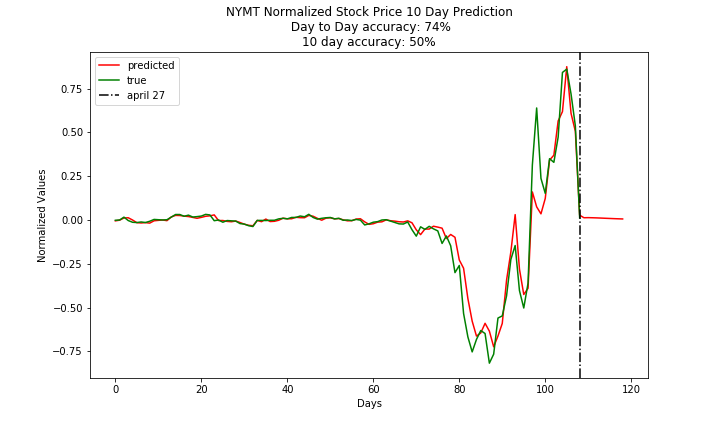 NYMT Normalized Stock Price 10 Day Prediction
Day to Day accuracy: 74%
10 day accuracy: 50%
predicted
true
april 27
Normalized Values
0.75
0.50
0.25
0.00
−0.25
−0.50
−0.75
0 20 40 60 80 100 120
Days